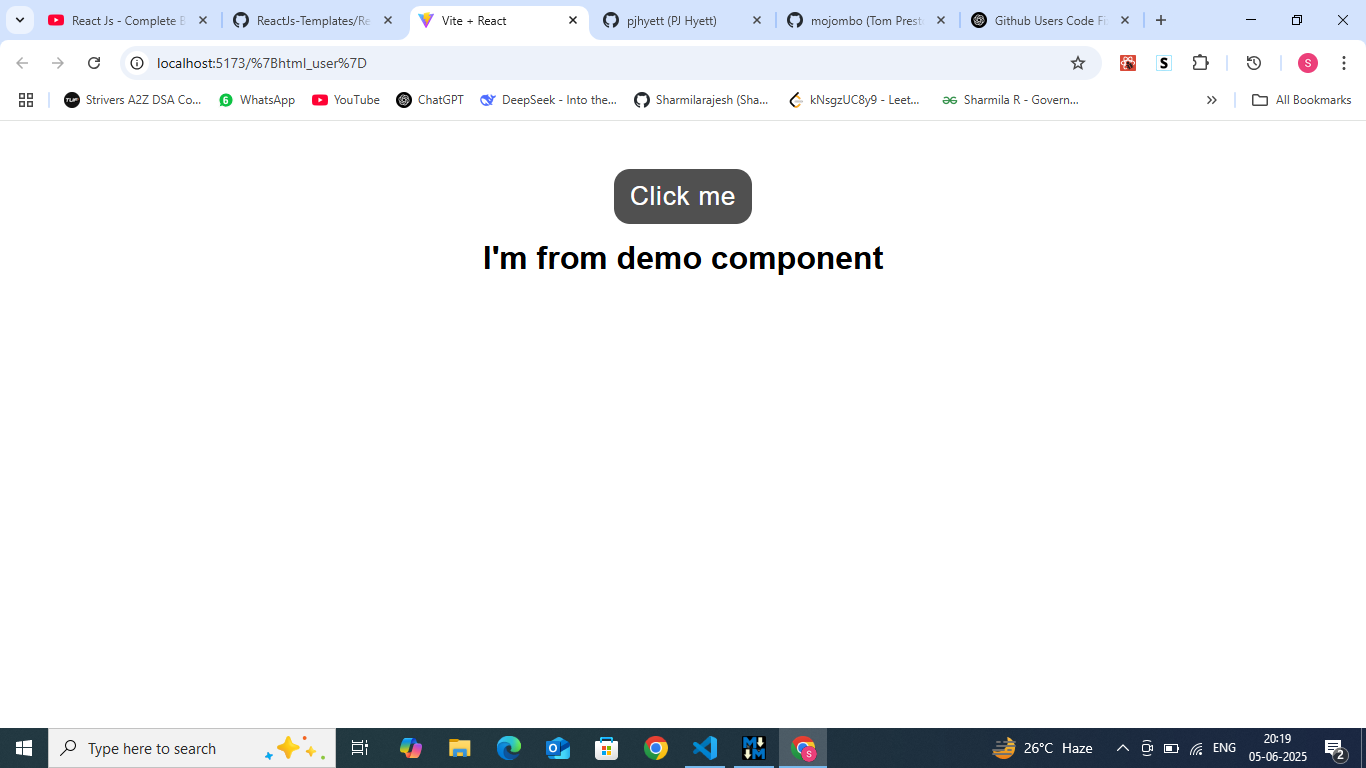 React Js - Complete B
ReactJs-Templates/Re
Vite + React
pjhyett (PJ Hyett)
mojombo (Tom Prest
Github Users Code Fi
localhost:5173/%7Bhtml_user%7D
S
S
TUF
Strivers A2Z DSA Co...
6
WhatsApp
YouTube
ChatGPT
DeepSeek - Into the...
Sharmilarajesh (Sha...
kNsgzUC8y9 - Leet...
Sharmila R - Govern...
All Bookmarks
Click me
I'm from demo component
Type here to search
M
M
S
26°C Haze
ENG
20:19
05-06-2025
2